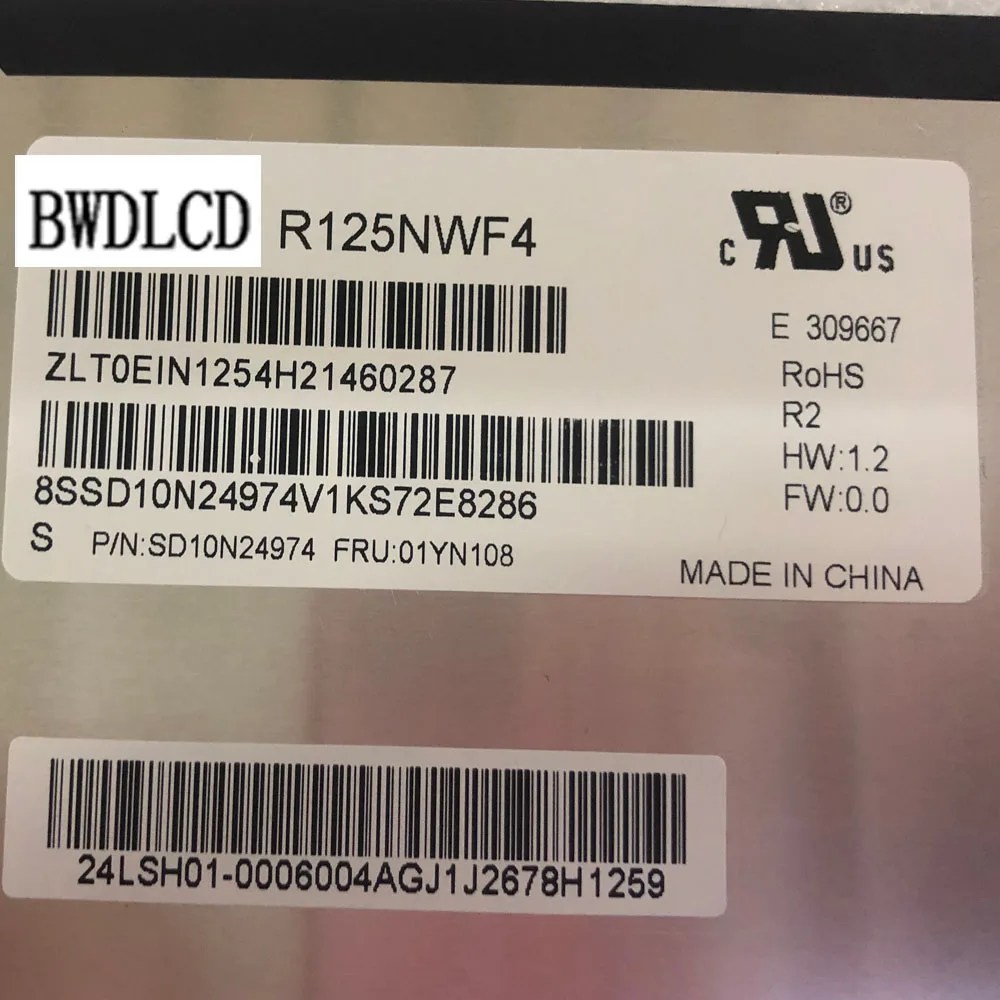 BWDLCD R125NWF4
C RU® US
ZLT0EIN1254H21460287
E 309667
RoHS
R2
HW:1.2
FW:0.0
8SSD10N24974V1KS72E8286
S P/N:SD10N24974 FRU:01YN108
MADE IN CHINA
24LSH01-0006004AGJ1J2678H1259